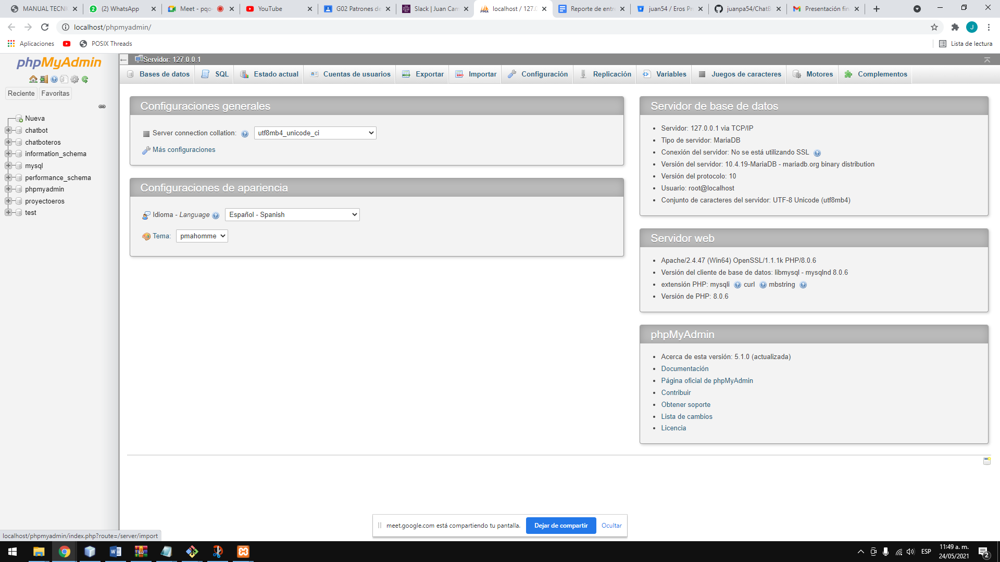 MANUAL TECNI
(2) WhatsApp
Meet - pqo-
YouTube
G02 Patrones de
Slack | Juan Cam
localhost / 127.0
Reporte de entr
juan54 / Eros Pr
juanpa54/ChatB
Presentación fin
localhost/phpmyadmin/
J
Aplicaciones
POSIX Threads
Lista de lectura
phpMyAdmin
Reciente
Favoritas
Nueva
chatbot
chatboteros
information_schema
mysql
performance_schema
phpmyadmin
proyectoeros
test
Servidor: 127.0.0.1
Bases de datos
SQL
Estado actual
Cuentas de usuarios
Exportar
Importar
Configuración
Replicación
Variables
Juegos de caracteres
Motores
Complementos
Configuraciones generales
Server connection collation:
utf8mb4_unicode_ci
Más configuraciones
Configuraciones de apariencia
Idioma - Language
Español - Spanish
Tema:
pmahomme
Servidor de base de datos
Servidor: 127.0.0.1 via TCP/IP
Tipo de servidor: MariaDB
Conexión del servidor: No se está utilizando SSL
Versión del servidor: 10.4.19-MariaDB - mariadb.org binary distribution
Versión del protocolo: 10
Usuario: root@localhost
Conjunto de caracteres del servidor: UTF-8 Unicode (utf8mb4)
Servidor web
Apache/2.4.47 (Win64) OpenSSL/1.1.1k PHP/8.0.6
Versión del cliente de base de datos: libmysql - mysqlnd 8.0.6
extensión PHP: mysqli curl mbstring
Versión de PHP: 8.0.6
phpMyAdmin
Acerca de esta versión: 5.1.0 (actualizada)
Documentación
Página oficial de phpMyAdmin
Contribuir
Obtener soporte
Lista de cambios
Licencia
meet.google.com está compartiendo tu pantalla.
Dejar de compartir
Ocultar
localhost/phpmyadmin/index.php?route=/server/import
ESP
11:49 a. m.
24/05/2021
2